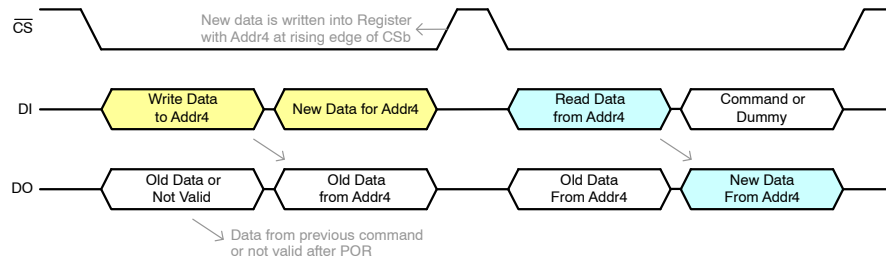 CS
New data is written into Register
with Addr4 at rising edge of CSb
DI
Write Data
to Addr4
New Data for Addr4
Read Data
from Addr4
Command or
Dummy
DO
Old Data or
Not Valid
Old Data
from Addr4
Old Data
From Addr4
New Data
From Addr4
Data from previous command
or not valid after POR